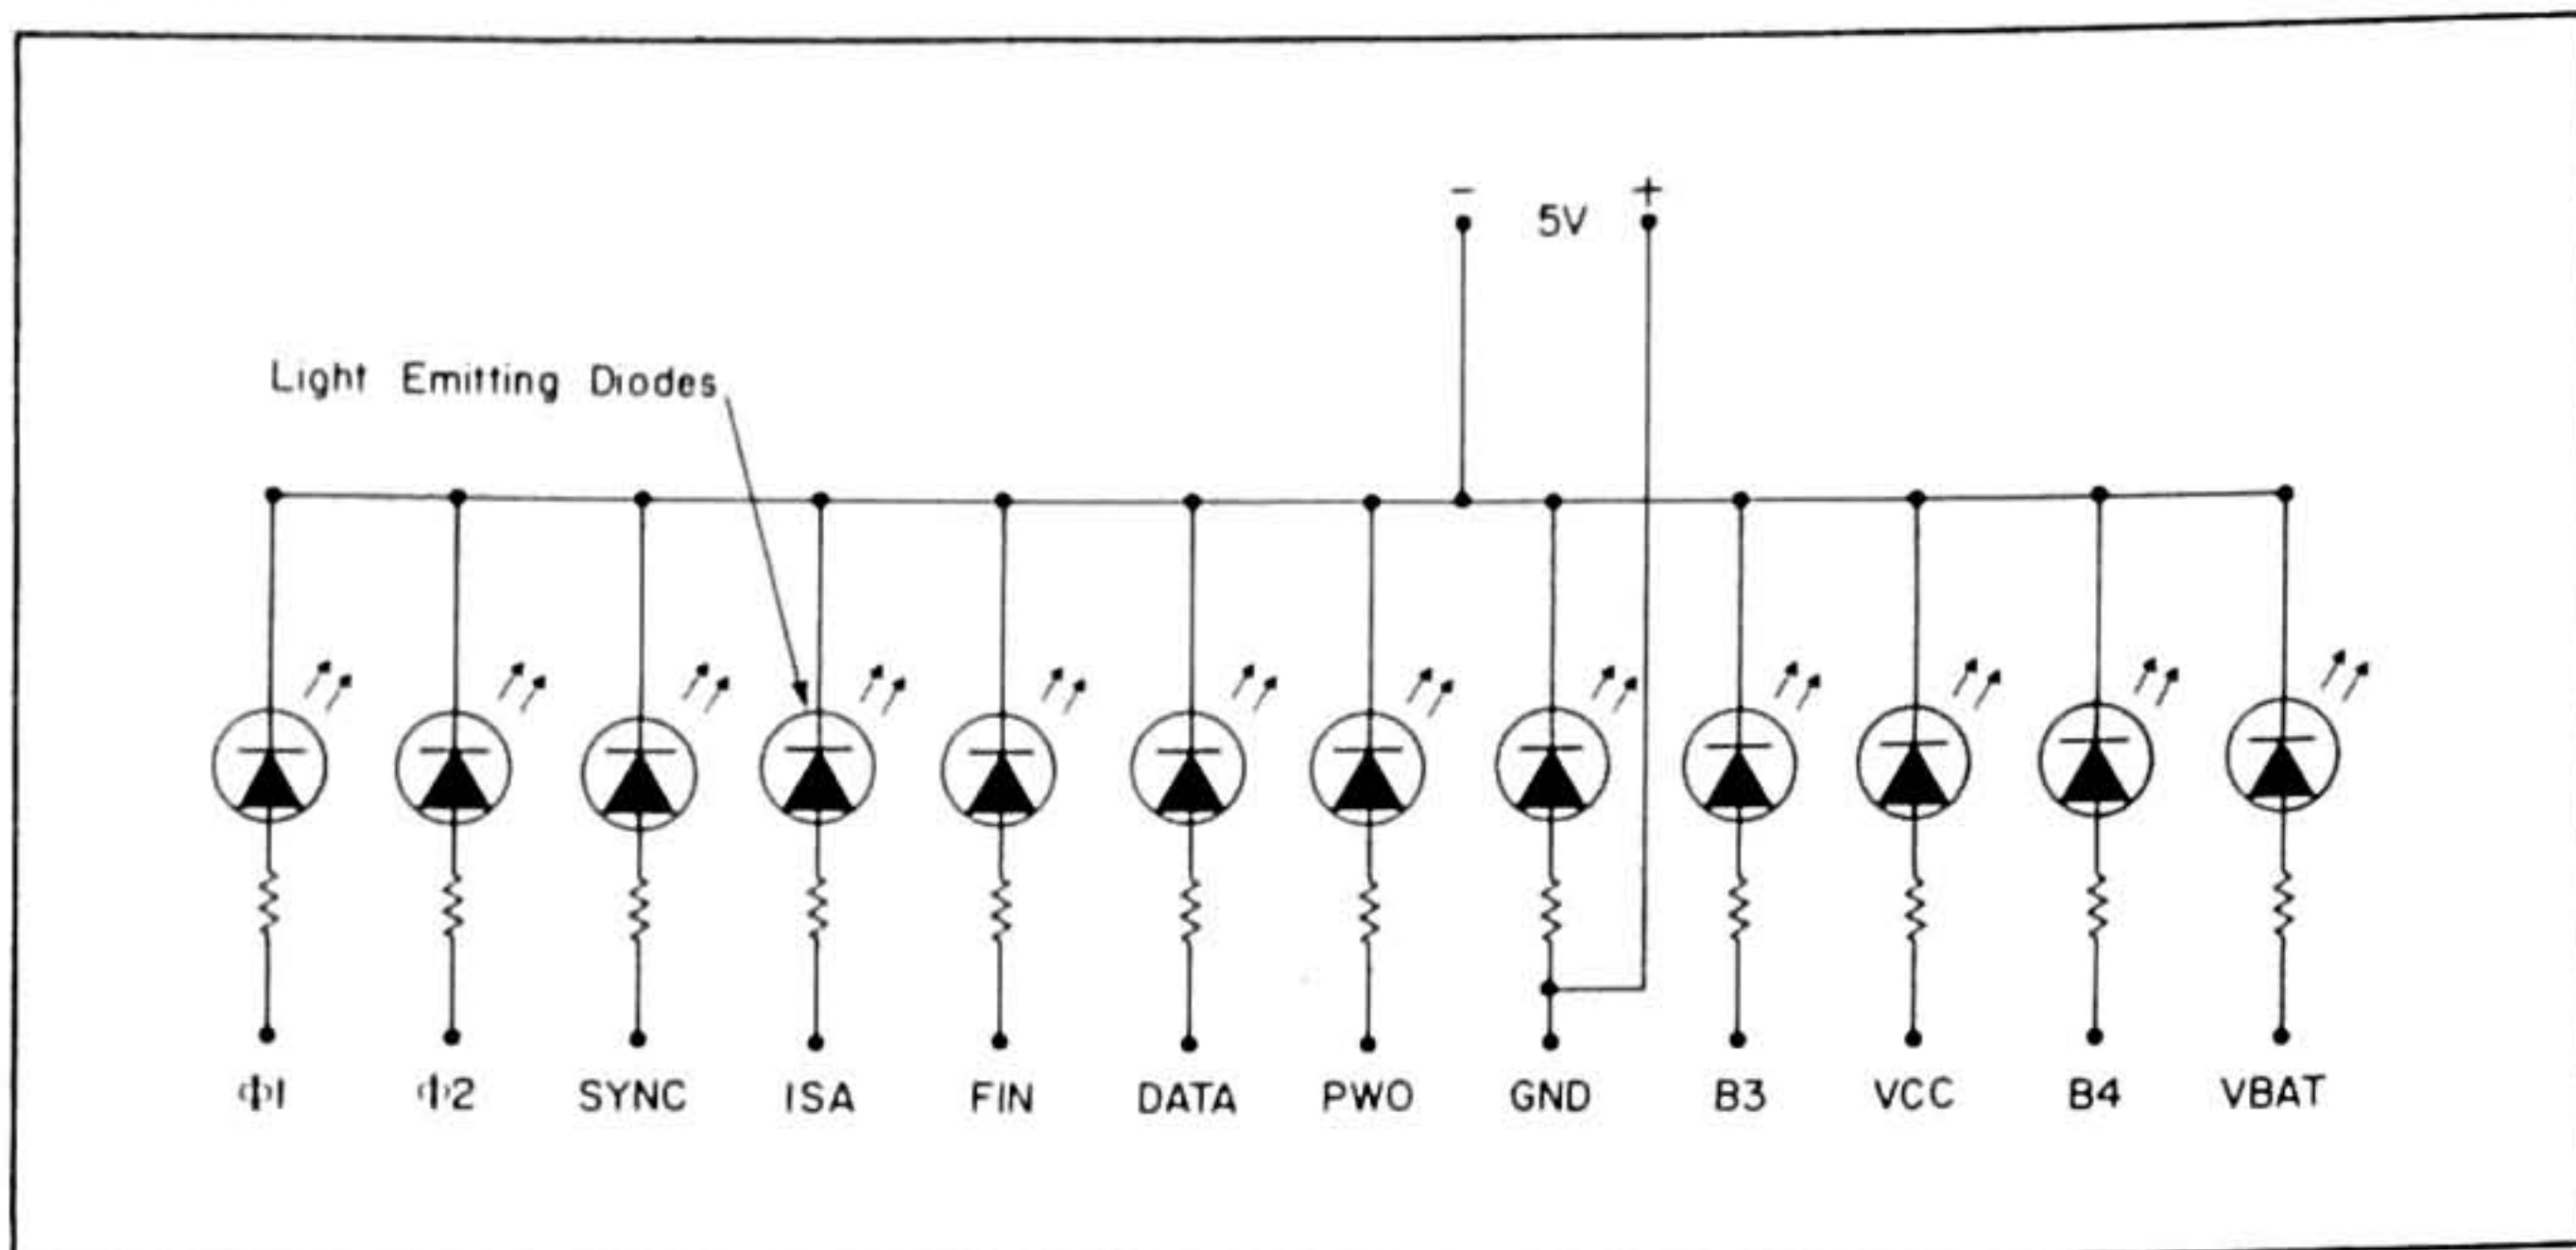 - 5V +
Light Emitting Diodes
Φ1 Φ2 SYNC ISA FIN DATA PWO GND B3 VCC B4 VBAT